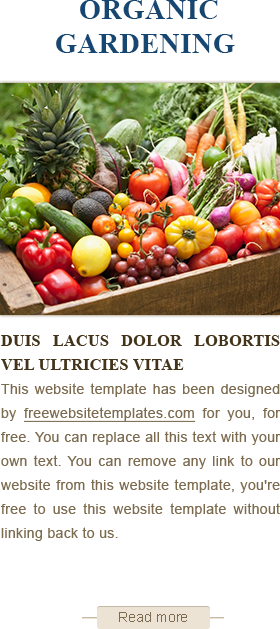 ORGANIC
GARDENING
DUIS LACUS DOLOR LOBORTIS
VEL ULTRICIES VITAE
This website template has been designed
by freewebsitetemplates.com for you, for
free. You can replace all this text with your
own text. You can remove any link to our
website from this website template, you're
free to use this website template without
linking back to us.
Read more